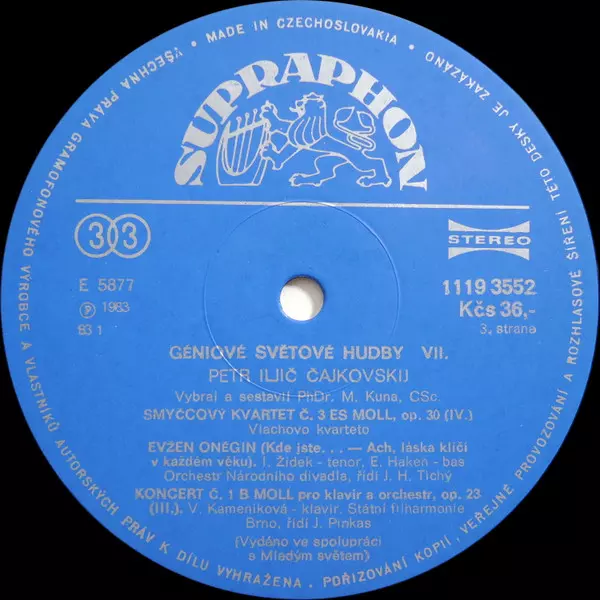 VŠECHNA PRÁVA GRAMOFONOVÉHO VÝROBCE A VLASTNÍKŮ AUTORSKÝCH PRÁV K DÍLU VYHRAŽENA. POŘIZOVÁNÍ KOPIÍ, VEŘEJNÉ PROVOZOVÁNÍ A ROZHLASOVÉ ŠÍŘENÍ TÉTO DESKY JE ZAKÁZÁNO
• MADE IN CZECHOSLOVAKIA •
SUPRAPHON
33
STEREO
E 5877
1119 3552
Ⓟ 1983
Kčs 36,-
83 1
3. strana
GÉNIOVÉ SVĚTOVÉ HUDBY VII.
PETR ILJIČ ČAJKOVSKIJ
Vybral a sestavil PhDr. M. Kuna, CSc.
SMYČCOVÝ KVARTET Č. 3 ES MOLL, op. 30 (IV.)
Vlachovo kvarteto
EVŽEN ONĚGIN (Kde jste. . . — Ach, láska klíčí
v každém věku). I. Žídek - tenor, E. Haken - bas
Orchestr Národního divadla, řídí J. H. Tichý
KONCERT Č. 1 B MOLL pro klavír a orchestr, op. 23
(III.). V. Kameníková - klavír. Státní filharmonie
Brno, řídí J. Pinkas
(Vydáno ve spolupráci
s Mladým světem)